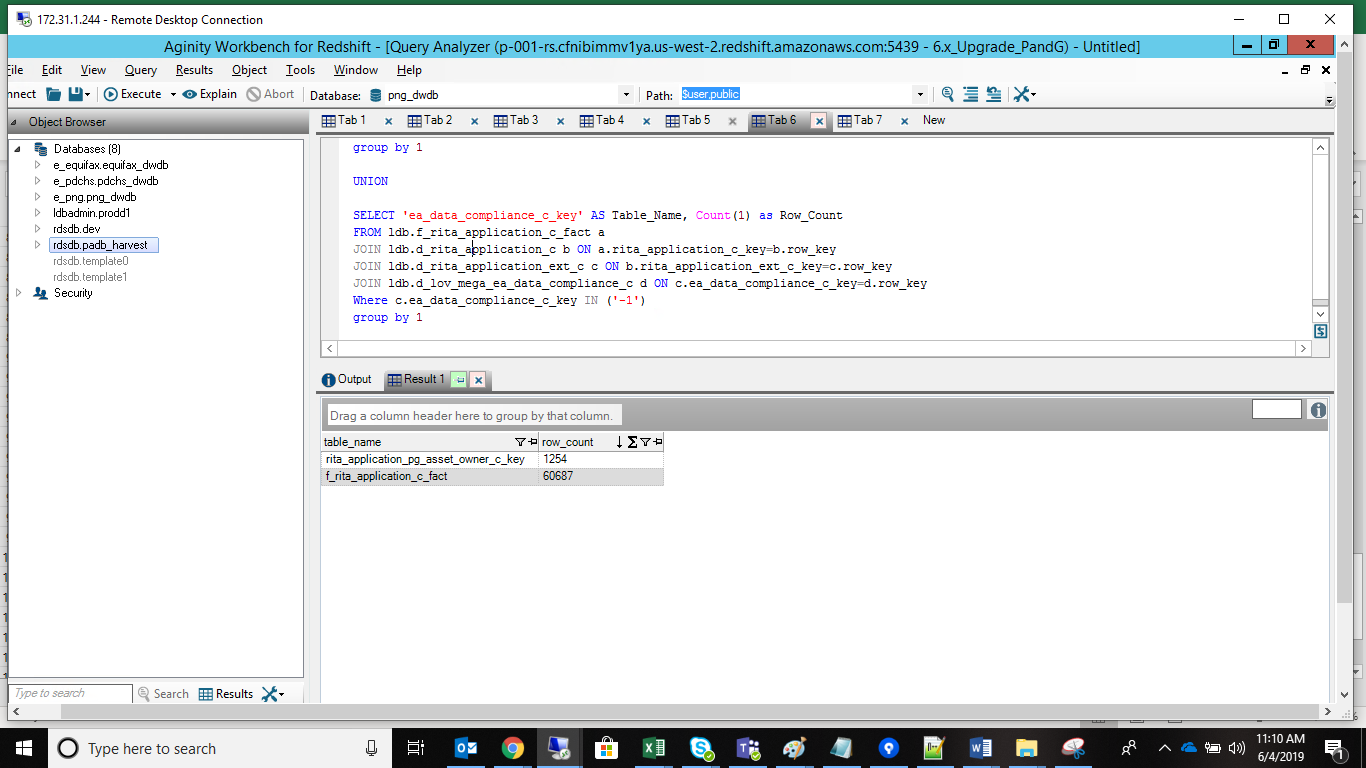 172.31.1.244 - Remote Desktop Connection
Aginity Workbench for Redshift - [Query Analyzer (p-001-rs.cfnibimmv1ya.us-west-2.redshift.amazonaws.com:5439 - 6.x_Upgrade_PandG) - Untitled]
File Edit View Query Results Object Tools Window Help
nnect Execute Explain Abort Database: png_dwdb Path: $user,public
Object Browser
Tab 1 Tab 2 Tab 3 Tab 4 Tab 5 Tab 6 Tab 7 New
Databases (8)
e_equifax.equifax_dwdb
e_pdchs.pdchs_dwdb
e_png.png_dwdb
ldbadmin.prodd1
rdsdb.dev
rdsdb.padb_harvest
rdsdb.template0
rdsdb.template1
Security
group by 1
UNION
SELECT 'ea_data_compliance_c_key' AS Table_Name, Count(1) as Row_Count
FROM ldb.f_rita_application_c_fact a
JOIN ldb.d_rita_application_c b ON a.rita_application_c_key=b.row_key
JOIN ldb.d_rita_application_ext_c c ON b.rita_application_ext_c_key=c.row_key
JOIN ldb.d_lov_mega_ea_data_compliance_c d ON c.ea_data_compliance_c_key=d.row_key
Where c.ea_data_compliance_c_key IN ('-1')
group by 1
Output Result 1
Drag a column header here to group by that column.
table_name row_count
rita_application_pg_asset_owner_c_key 1254
f_rita_application_c_fact 60687
Type to search Search Results
Type here to search
11:10 AM
6/4/2019
1